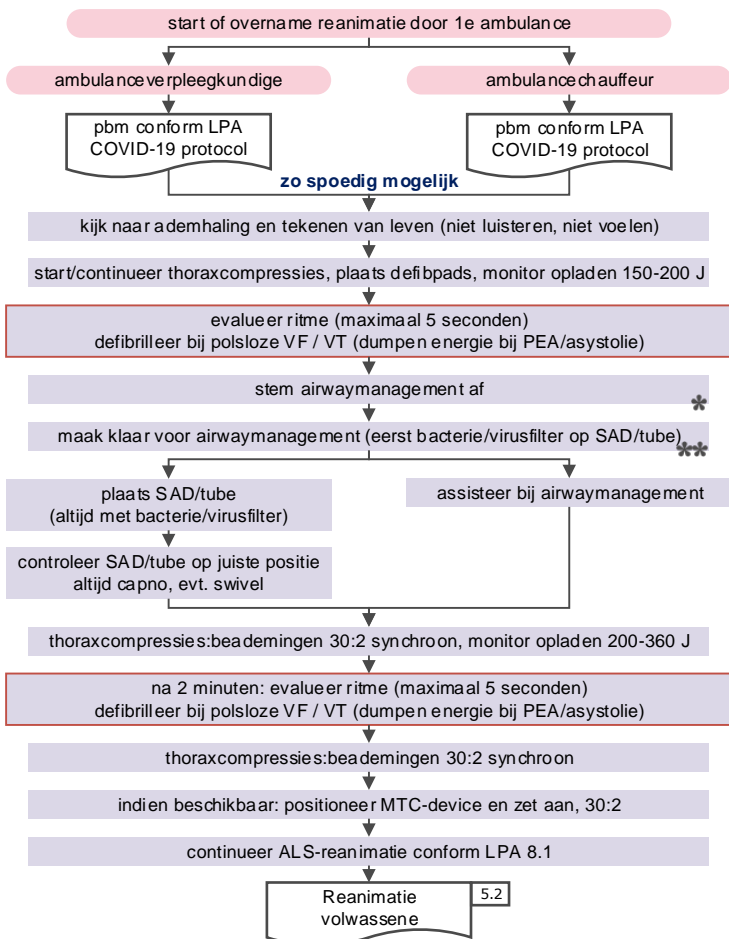 start of overname reanimatie door 1e ambulance
ambulanceverpleegkundige
ambulancechauffeur
pbm conform LPA
COVID-19 protocol
pbm conform LPA
COVID-19 protocol
zo spoedig mogelijk
kijk naar ademhaling en tekenen van leven (niet luisteren, niet voelen)
start/continueer thoraxcompressies, plaats defibpads, monitor opladen 150-200 J
evalueer ritme (maximaal 5 seconden)
defibrilleer bij polsloze VF / VT (dumpen energie bij PEA/asystolie)
stem airwaymanagement af
*
maak klaar voor airwaymanagement (eerst bacterie/virusfilter op SAD/tube)
**
plaats SAD/tube
(altijd met bacterie/virusfilter)
assisteer bij airwaymanagement
controleer SAD/tube op juiste positie
altijd capno, evt. swivel
thoraxcompressies:beademingen 30:2 synchroon, monitor opladen 200-360 J
na 2 minuten: evalueer ritme (maximaal 5 seconden)
defibrilleer bij polsloze VF / VT (dumpen energie bij PEA/asystolie)
thoraxcompressies:beademingen 30:2 synchroon
indien beschikbaar: positioneer MTC-device en zet aan, 30:2
continueer ALS-reanimatie conform LPA 8.1
Reanimatie
volwassene
5.2